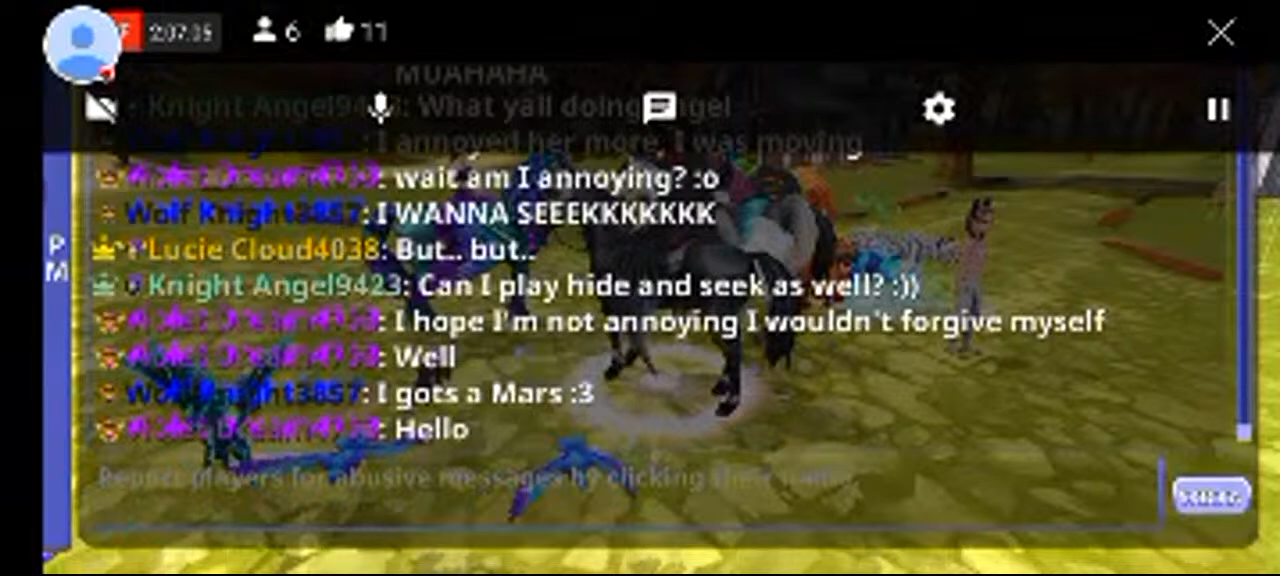 2:07:05 6 11
MUAHAHA
Knight Angel9423: What yall doing
: I annoyed her more, I was moving
: wait am I annoying? :o
Wolf Knight3857: I WANNA SEEEKKKKKKK
Lucie Cloud4038: But.. but..
Knight Angel9423: Can I play hide and seek as well? :))
: I hope I'm not annoying I wouldn't forgive myself
: Well
Wolf Knight3857: I gots a Mars :3
: Hello
PM
Report players for abusive messages by clicking their name